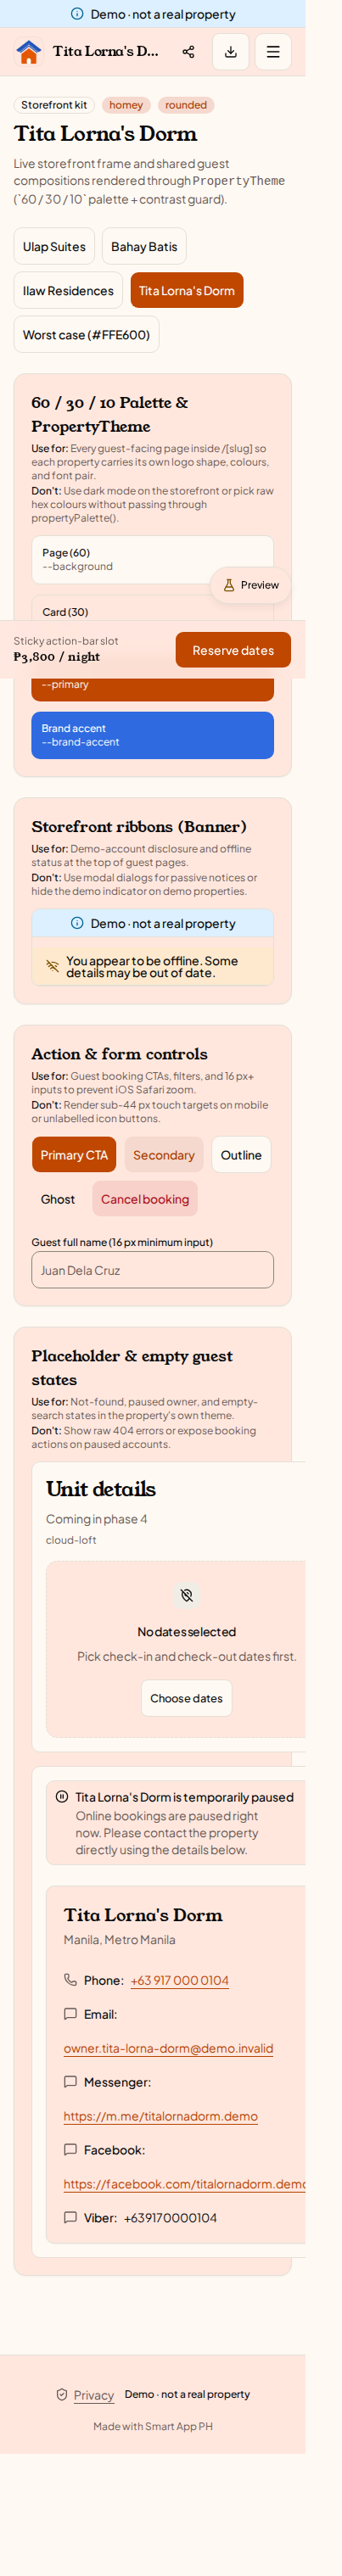 Demo · not a real property
Tita Lorna's D...
Storefront kit
homey
rounded
Tita Lorna's Dorm
Live storefront frame and shared guest
compositions rendered through PropertyTheme
(`60 / 30 / 10` palette + contrast guard).
Ulap Suites
Bahay Batis
Ilaw Residences
Tita Lorna's Dorm
Worst case (#FFE600)
60 / 30 / 10 Palette &
PropertyTheme
Use for: Every guest-facing page inside /[slug] so
each property carries its own logo shape, colours,
and font pair.
Don't: Use dark mode on the storefront or pick raw
hex colours without passing through
propertyPalette().
Page (60)
--background
Preview
Card (30)
Sticky action-bar slot
₱3,800 / night
Reserve dates
--primary
Brand accent
--brand-accent
Storefront ribbons (Banner)
Use for: Demo-account disclosure and offline
status at the top of guest pages.
Don't: Use modal dialogs for passive notices or
hide the demo indicator on demo properties.
Demo · not a real property
You appear to be offline. Some
details may be out of date.
Action & form controls
Use for: Guest booking CTAs, filters, and 16 px+
inputs to prevent iOS Safari zoom.
Don't: Render sub-44 px touch targets on mobile
or unlabelled icon buttons.
Primary CTA
Secondary
Outline
Ghost
Cancel booking
Guest full name (16 px minimum input)
Juan Dela Cruz
Placeholder & empty guest
states
Use for: Not-found, paused owner, and empty-
search states in the property's own theme.
Don't: Show raw 404 errors or expose booking
actions on paused accounts.
Unit details
Coming in phase 4
cloud-loft
No dates selected
Pick check-in and check-out dates first.
Choose dates
Tita Lorna's Dorm is temporarily paused
Online bookings are paused right
now. Please contact the property
directly using the details below.
Tita Lorna's Dorm
Manila, Metro Manila
Phone: +63 917 000 0104
Email:
owner.tita-lorna-dorm@demo.invalid
Messenger:
https://m.me/titalornadorm.demo
Facebook:
https://facebook.com/titalornadorm.demo
Viber: +639170000104
Privacy
Demo · not a real property
Made with Smart App PH